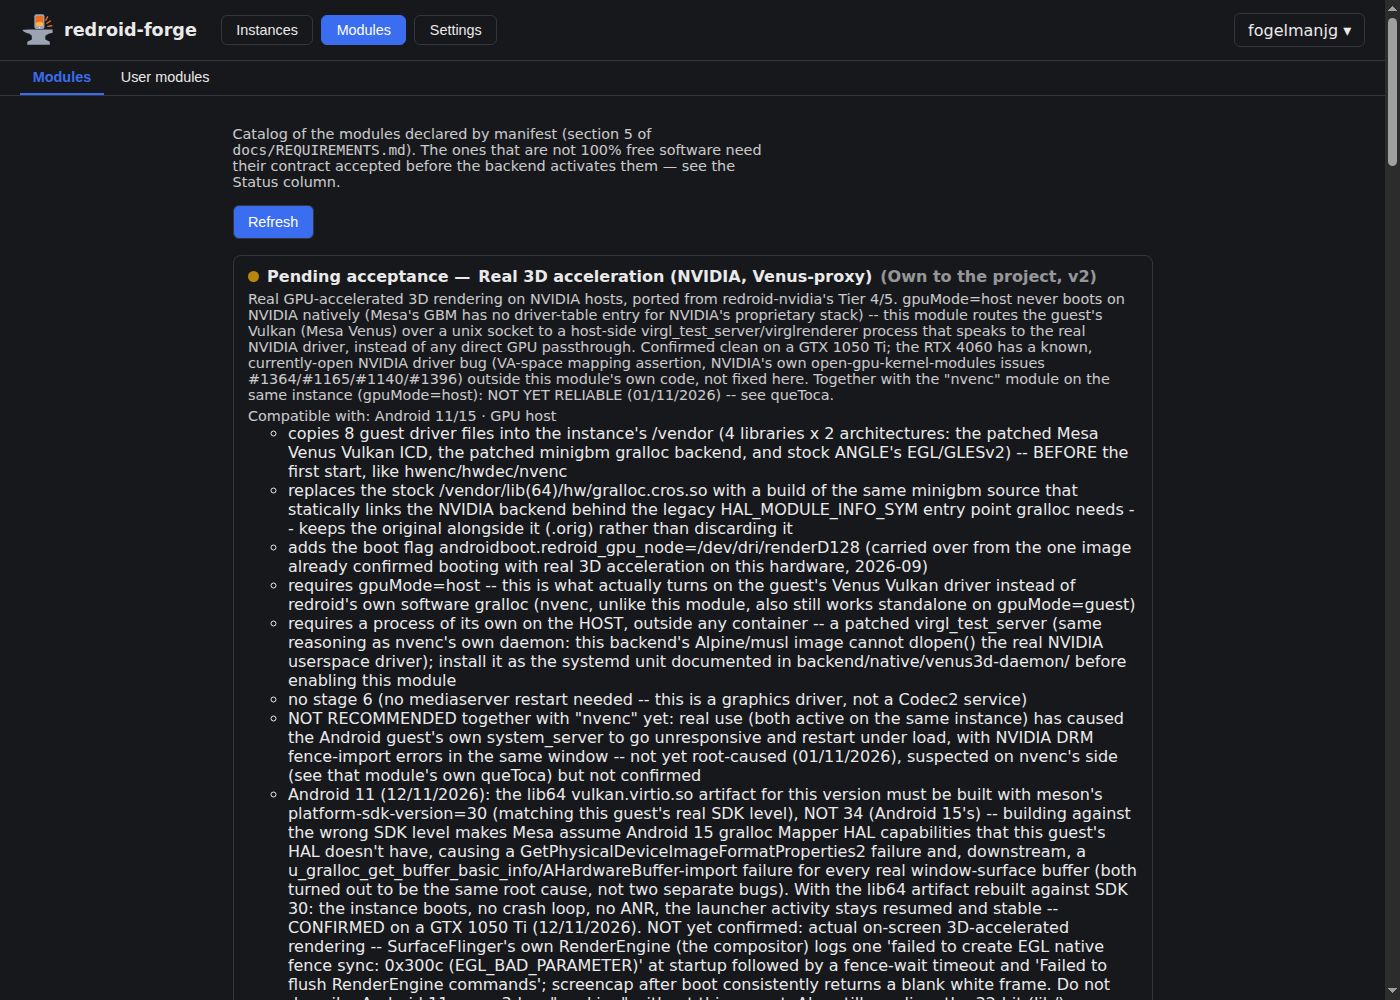 redroid-forge
Instances
Modules
Settings
fogelmanjg ▾
Modules
User modules
Catalog of the modules declared by manifest (section 5 of
docs/REQUIREMENTS.md). The ones that are not 100% free software need
their contract accepted before the backend activates them — see the
Status column.
Refresh
Pending acceptance — Real 3D acceleration (NVIDIA, Venus-proxy) (Own to the project, v2)
Real GPU-accelerated 3D rendering on NVIDIA hosts, ported from redroid-nvidia's Tier 4/5. gpuMode=host never boots on
NVIDIA natively (Mesa's GBM has no driver-table entry for NVIDIA's proprietary stack) -- this module routes the guest's
Vulkan (Mesa Venus) over a unix socket to a host-side virgl_test_server/virglrenderer process that speaks to the real
NVIDIA driver, instead of any direct GPU passthrough. Confirmed clean on a GTX 1050 Ti; the RTX 4060 has a known,
currently-open NVIDIA driver bug (VA-space mapping assertion, NVIDIA's own open-gpu-kernel-modules issues
#1364/#1165/#1140/#1396) outside this module's own code, not fixed here. Together with the "nvenc" module on the
same instance (gpuMode=host): NOT YET RELIABLE (01/11/2026) -- see queToca.
Compatible with: Android 11/15 · GPU host
copies 8 guest driver files into the instance's /vendor (4 libraries x 2 architectures: the patched Mesa
Venus Vulkan ICD, the patched minigbm gralloc backend, and stock ANGLE's EGL/GLESv2) -- BEFORE the
first start, like hwenc/hwdec/nvenc
replaces the stock /vendor/lib(64)/hw/gralloc.cros.so with a build of the same minigbm source that
statically links the NVIDIA backend behind the legacy HAL_MODULE_INFO_SYM entry point gralloc needs -
- keeps the original alongside it (.orig) rather than discarding it
adds the boot flag androidboot.redroid_gpu_node=/dev/dri/renderD128 (carried over from the one image
already confirmed booting with real 3D acceleration on this hardware, 2026-09)
requires gpuMode=host -- this is what actually turns on the guest's Venus Vulkan driver instead of
redroid's own software gralloc (nvenc, unlike this module, also still works standalone on gpuMode=guest)
requires a process of its own on the HOST, outside any container -- a patched virgl_test_server (same
reasoning as nvenc's own daemon: this backend's Alpine/musl image cannot dlopen() the real NVIDIA
userspace driver); install it as the systemd unit documented in backend/native/venus3d-daemon/ before
enabling this module
no stage 6 (no mediaserver restart needed -- this is a graphics driver, not a Codec2 service)
NOT RECOMMENDED together with "nvenc" yet: real use (both active on the same instance) has caused
the Android guest's own system_server to go unresponsive and restart under load, with NVIDIA DRM
fence-import errors in the same window -- not yet root-caused (01/11/2026), suspected on nvenc's side
(see that module's own queToca) but not confirmed
Android 11 (12/11/2026): the lib64 vulkan.virtio.so artifact for this version must be built with meson's
platform-sdk-version=30 (matching this guest's real SDK level), NOT 34 (Android 15's) -- building against
the wrong SDK level makes Mesa assume Android 15 gralloc Mapper HAL capabilities that this guest's
HAL doesn't have, causing a GetPhysicalDeviceImageFormatProperties2 failure and, downstream, a
u_gralloc_get_buffer_basic_info/AHardwareBuffer-import failure for every real window-surface buffer (both
turned out to be the same root cause, not two separate bugs). With the lib64 artifact rebuilt against SDK
30: the instance boots, no crash loop, no ANR, the launcher activity stays resumed and stable --
CONFIRMED on a GTX 1050 Ti (12/11/2026). NOT yet confirmed: actual on-screen 3D-accelerated
rendering -- SurfaceFlinger's own RenderEngine (the compositor) logs one 'failed to create EGL native
fence sync: 0x300c (EGL_BAD_PARAMETER)' at startup followed by a fence-wait timeout and 'Failed to
flush RenderEngine commands'; screencap after boot consistently returns a blank white frame. Do not